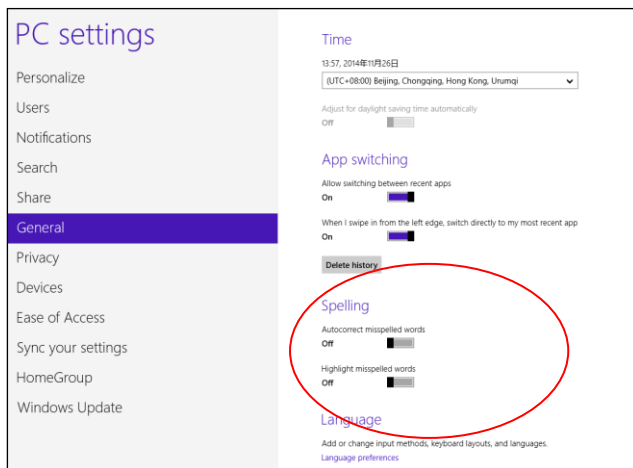 PC settings
Personalize
Users
Notifications
Search
Share
General
Privacy
Devices
Ease of Access
Sync your settings
HomeGroup
Windows Update
Time
13:57, 2014年11月26日
(UTC+08:00) Beijing, Chongqing, Hong Kong, Urumqi
Adjust for daylight saving time automatically
Off
App switching
Allow switching between recent apps
On
When I swipe in from the left edge, switch directly to my most recent app
On
Delete history
Spelling
Autocorrect misspelled words
Off
Highlight misspelled words
Off
Language
Add or change input methods, keyboard layouts, and languages.
Language preferences